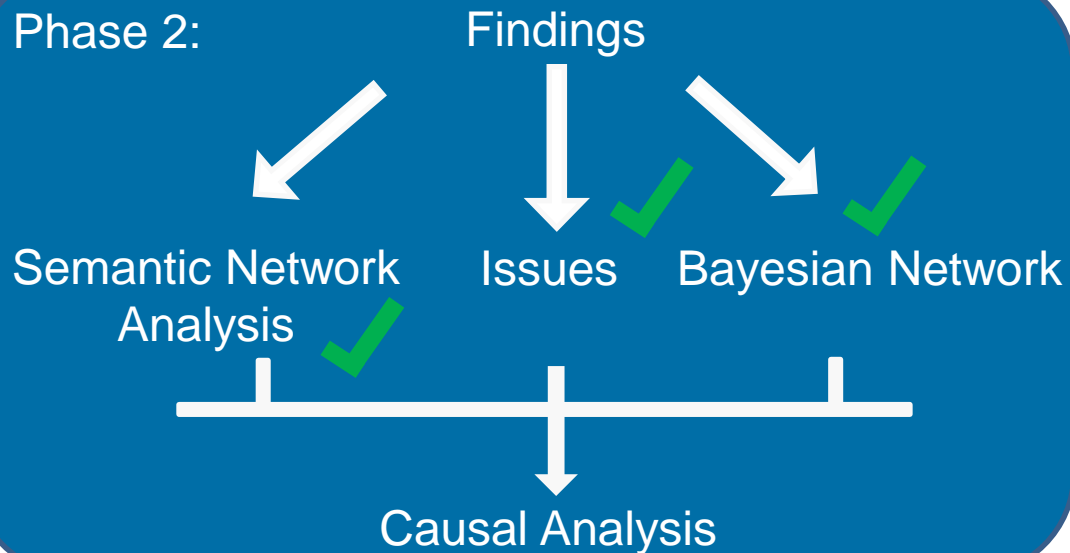 Phase 2:
Findings
Semantic Network
Analysis
Issues
Bayesian Network
Causal Analysis